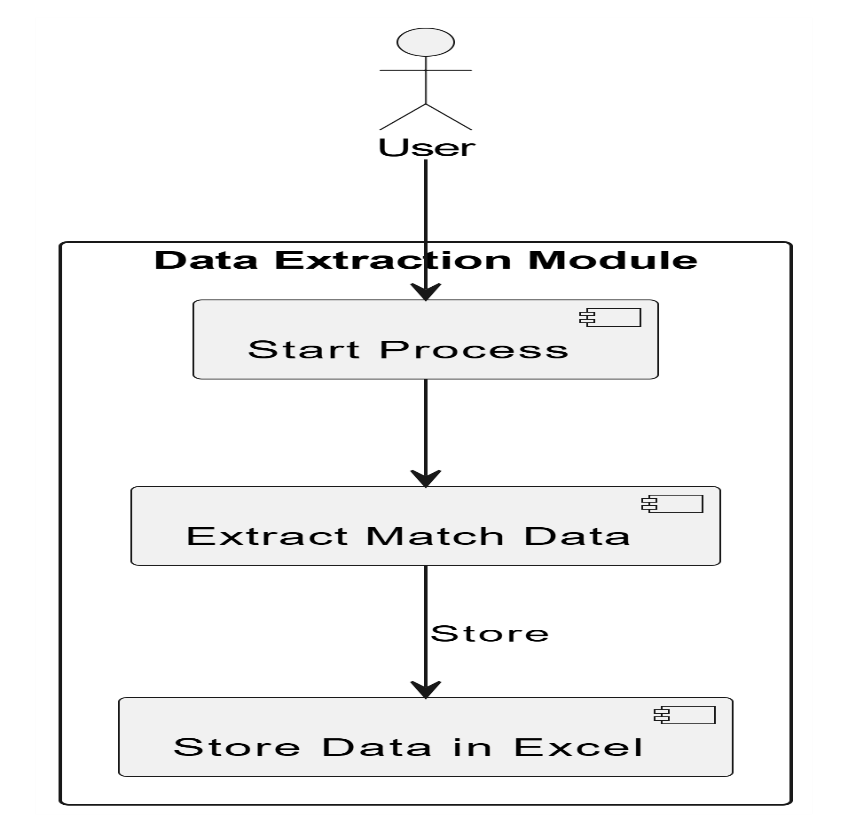 User
Data Extraction Module
Start Process
Extract Match Data
Store
Store Data in Excel